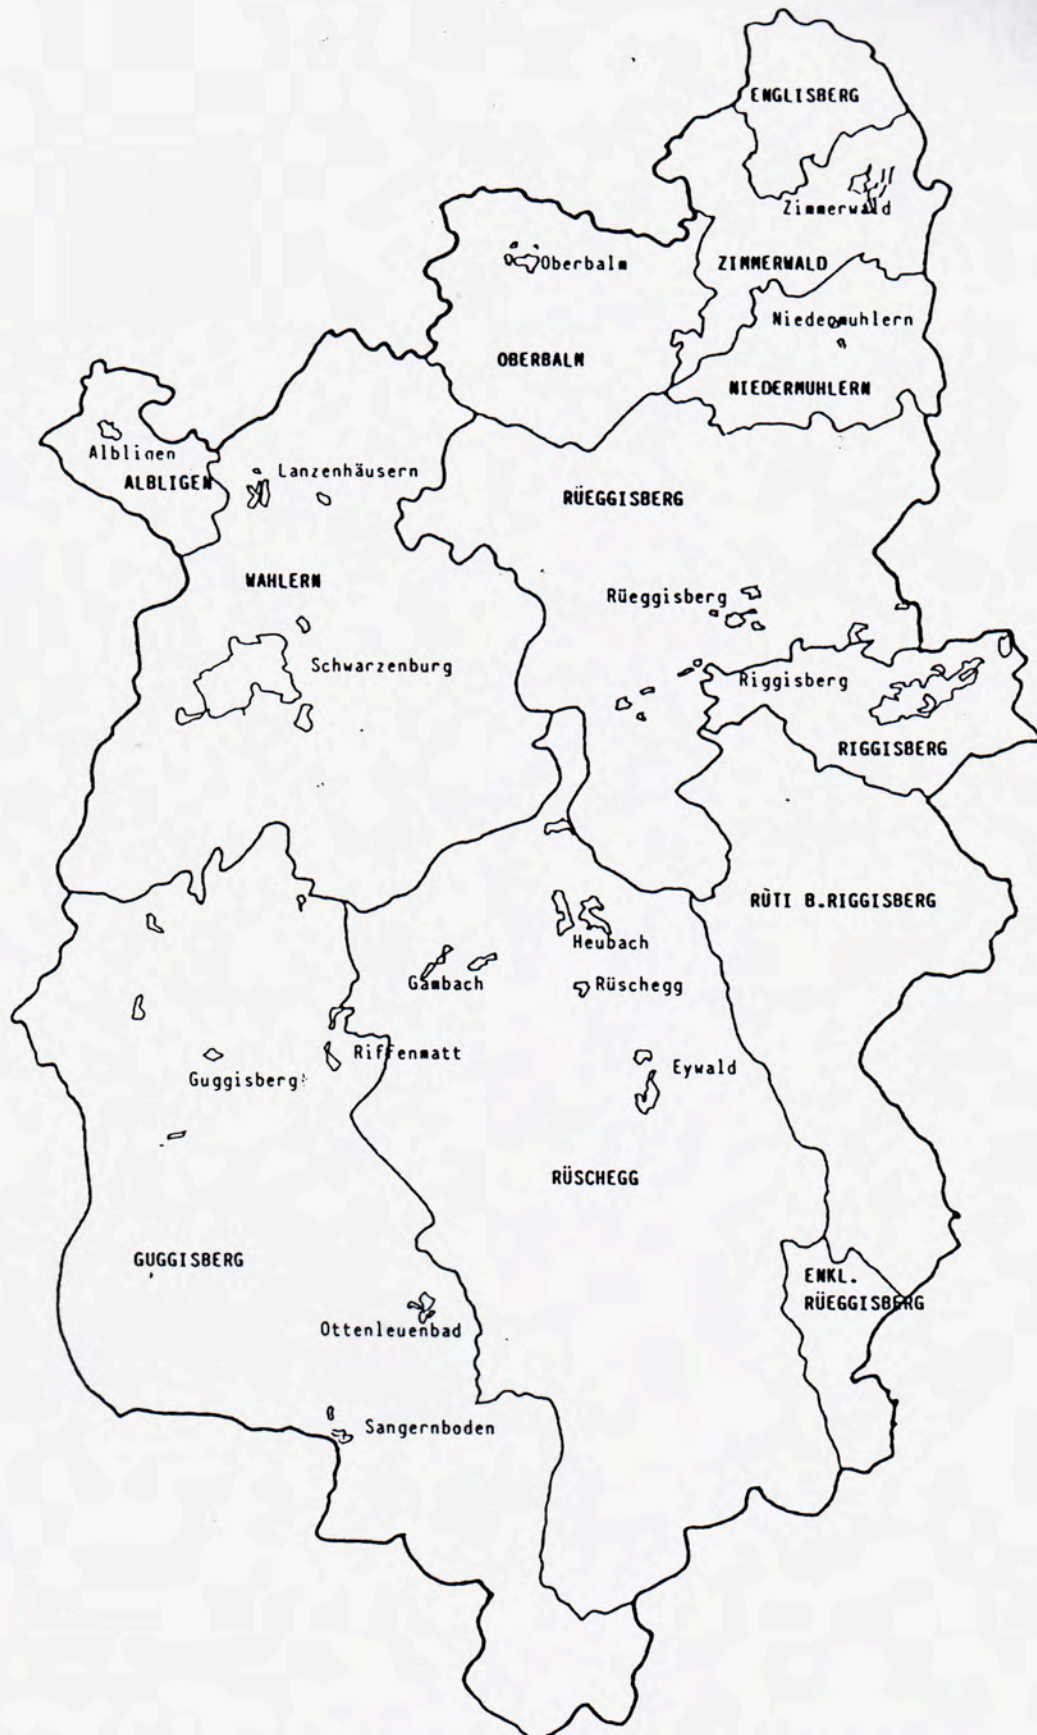 ENGLISBERG
Zimmerwald
Oberbalm
ZIMMERWALD
Niedermuhlern
OBERBALM
NIEDERMUHLERN
Albligen
ALBLIGEN
Lanzenhäusern
RÜEGGISBERG
WAHLERN
Rüeggisberg
Schwarzenburg
Riggisberg
RIGGISBERG
RÜTI B.RIGGISBERG
Heubach
Gambach
Rüschegg
Riffenmatt
Guggisberg
Eywald
RÜSCHEGG
GUGGISBERG
ENKL.
RÜEGGISBERG
Ottenleuenbad
Sangernboden